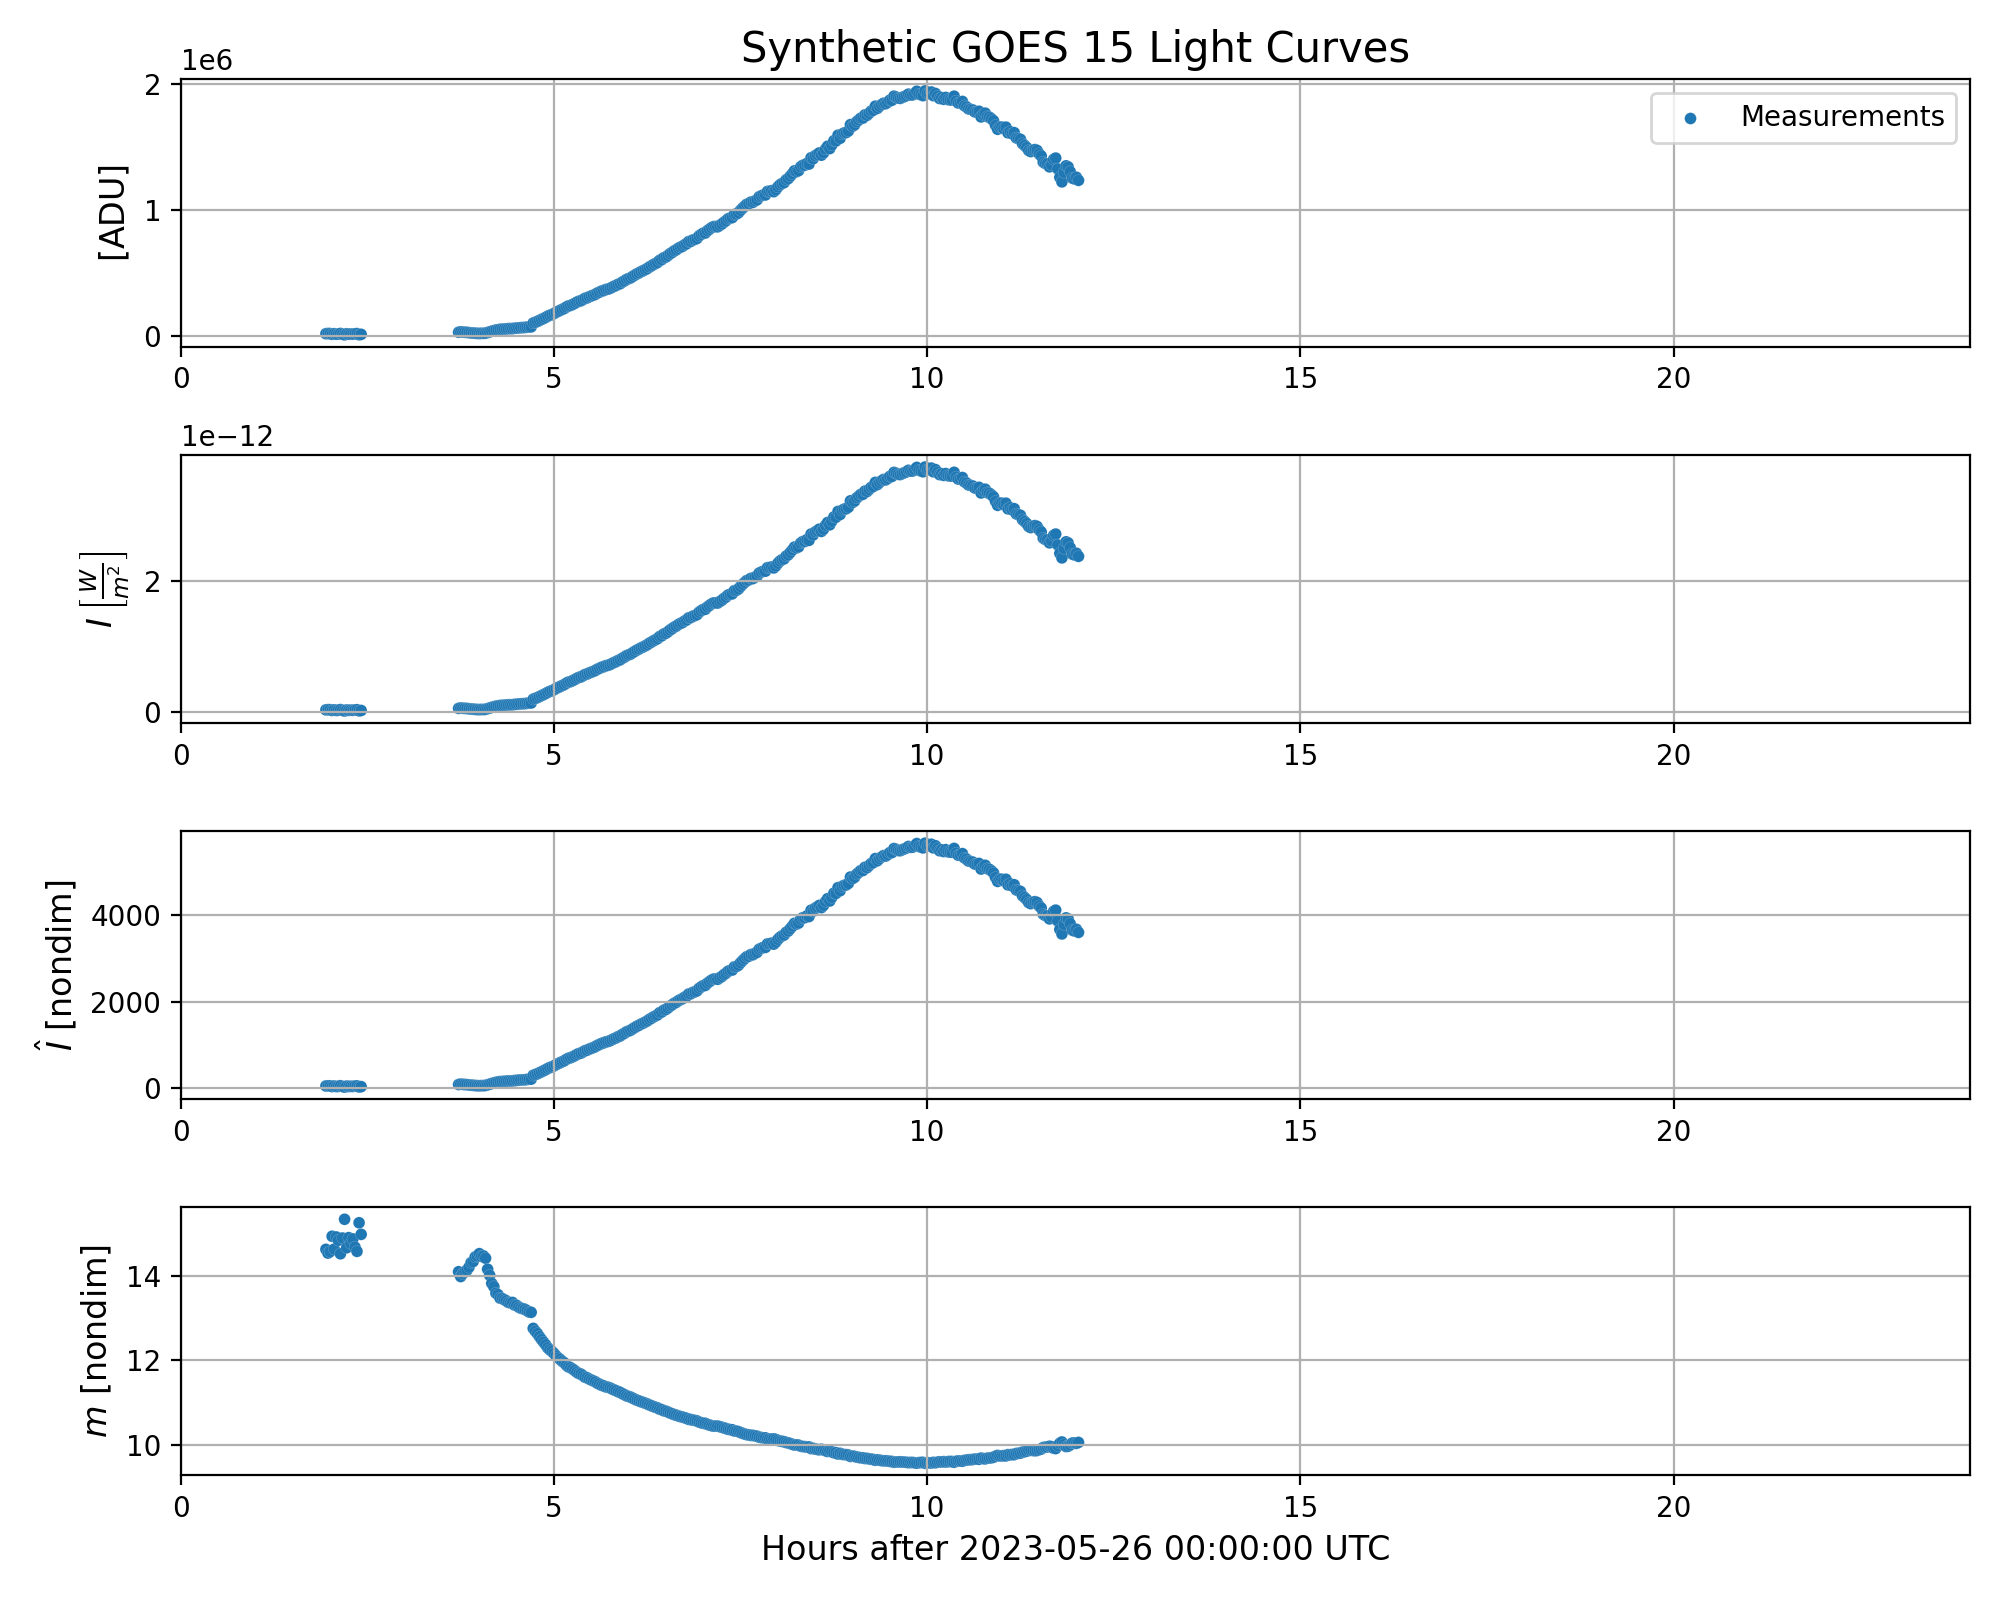 Synthetic GOES 15 Light Curves
1e6
2
1
0
[ADU]
Measurements
0 5 10 15 20
1e−12
2
0
I [W/m²]
0 5 10 15 20
4000
2000
0
Î [nondim]
0 5 10 15 20
14
12
10
m [nondim]
0 5 10 15 20
Hours after 2023-05-26 00:00:00 UTC